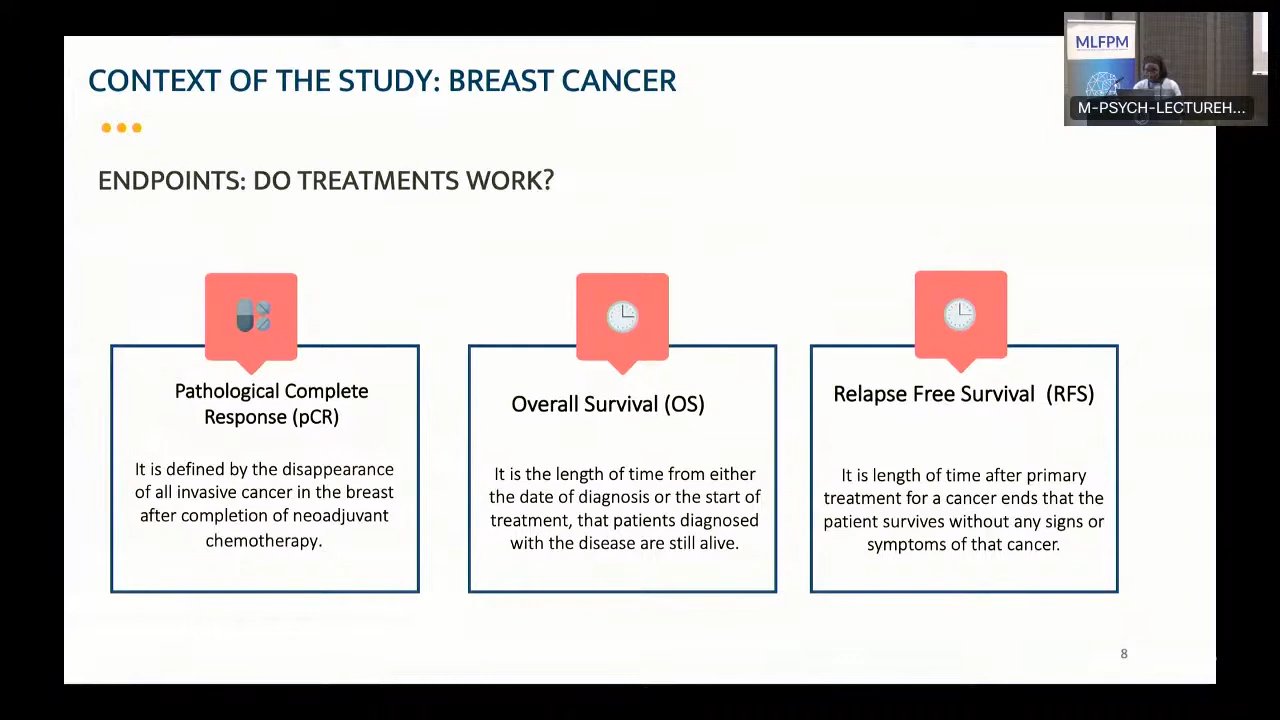 CONTEXT OF THE STUDY: BREAST CANCER
MLFPM
M-PSYCH-LECTUREH...
ENDPOINTS: DO TREATMENTS WORK?
Pathological Complete
Response (pCR)
It is defined by the disappearance
of all invasive cancer in the breast
after completion of neoadjuvant
chemotherapy.
Overall Survival (OS)
It is the length of time from either
the date of diagnosis or the start of
treatment, that patients diagnosed
with the disease are still alive.
Relapse Free Survival (RFS)
It is length of time after primary
treatment for a cancer ends that the
patient survives without any signs or
symptoms of that cancer.
8